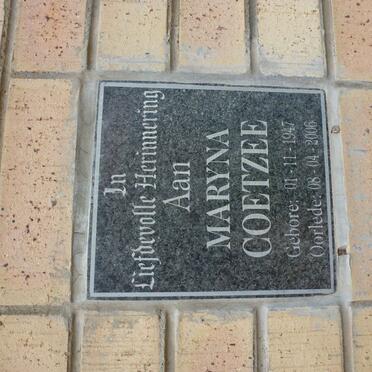 In
Liefdevolle Herinnering
Aan
MARYNA
COETZEE
Gebore: 01-11-1947
Oorlede: 08-04-2006